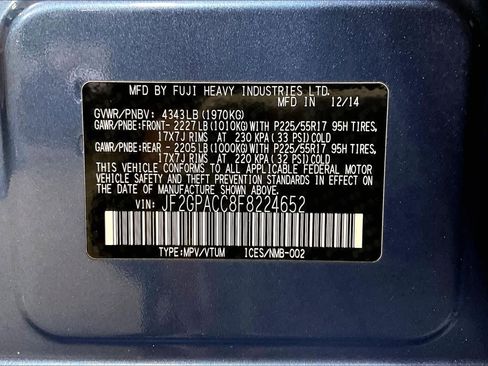 MFD BY FUJI HEAVY INDUSTRIES LTD.
12/14
GVWR/PNBV: 4343LB(1970KG)
GAWR/PNBE:FRONT- 2227LB(1010KG)WITH P225/55R17 95H TIRES,
17X7J RIMS AT 230 KPA(33 PSI)COLD
GAWR/PNBE:REAR - 2205LB(1000KG)WITH P225/55R17 95H TIRES,
17X7J RIMS AT 220 KPA(32 PSI)COLD
THIS VEHICLE CONFORMS TO ALL APPLICABLE FEDERAL MOTOR
VEHICLE SAFETY AND THEFT PREVENTION STANDARDS IN EFFECT
ON THE DATE OF MANUFACTURE SHOWN ABOVE.
VIN: JF2GPACC8F8224652
TYPE:MPV/VTUM ICES/NMB-002